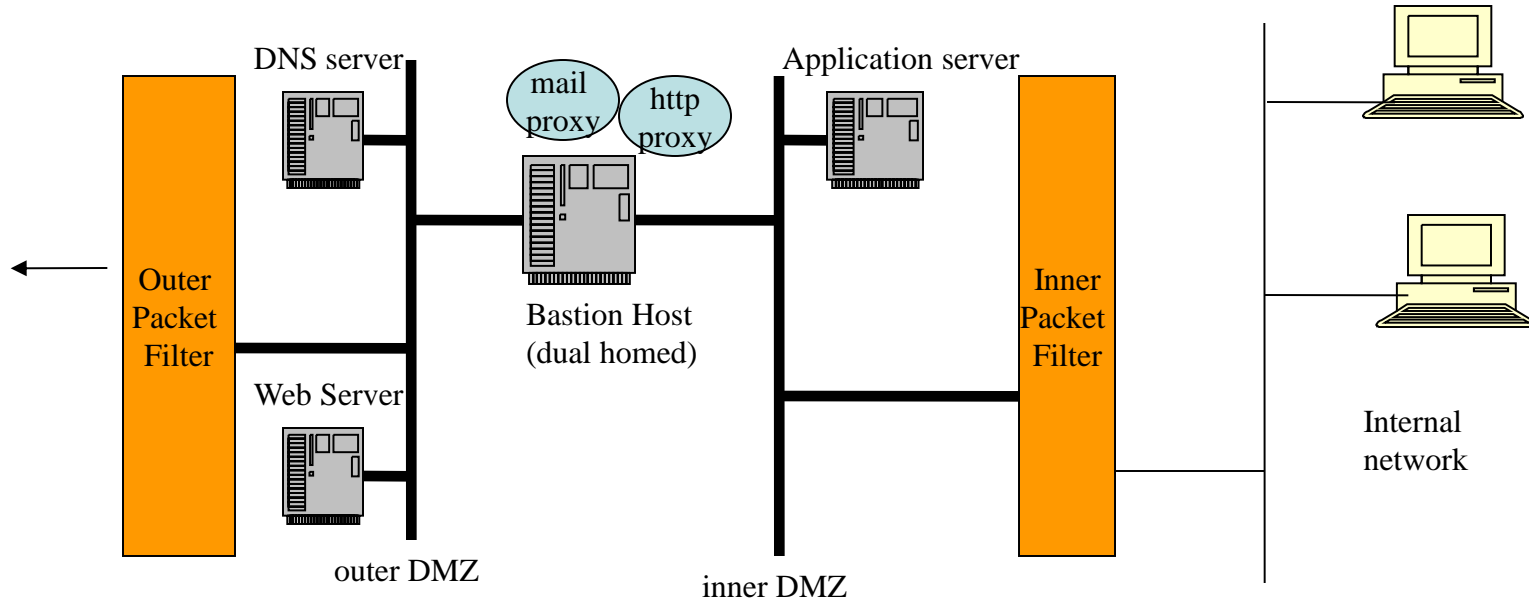 DNS server
mail
proxy
http
proxy
Application server
Outer
Packet
Filter
Bastion Host
(dual homed)
Inner
Packet
Filter
Web Server
Internal
network
outer DMZ
inner DMZ